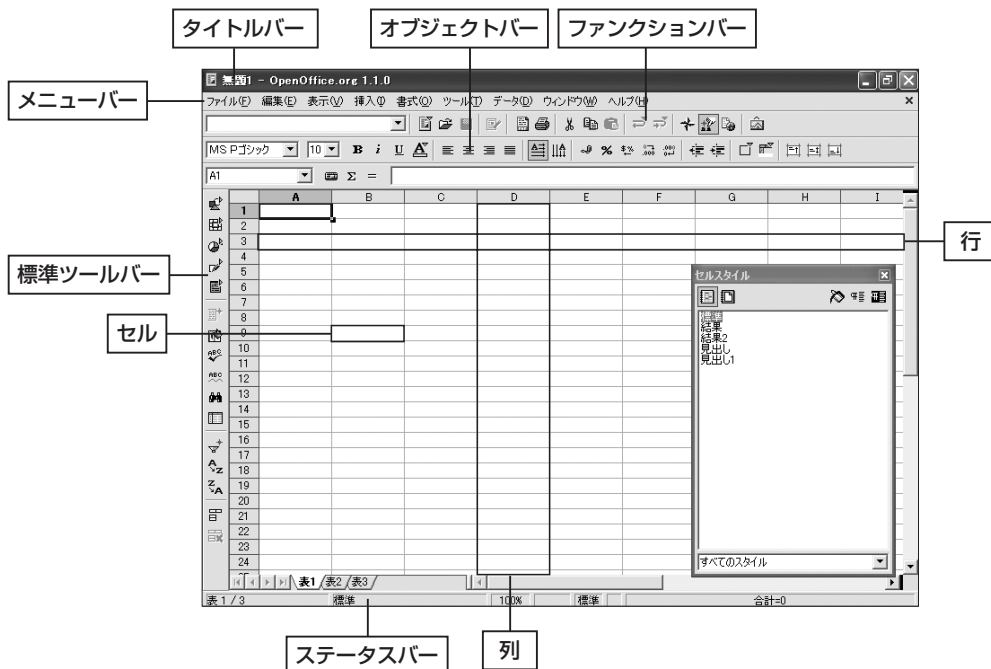 タイトルバー
オブジェクトバー
ファンクションバー
メニューバー
無題1 - OpenOffice.org 1.1.0
ファイル(F) 編集(E) 表示(V) 挿入(I) 書式(O) ツール(T) データ(D) ウィンドウ(W) ヘルプ(H)
MS Pゴシック 10 B i U A
A1 Σ =
A B C D E F G H I
1
2
3
行
4
5
標準ツールバー
6
7
8
セル
9
10
11
12
13
14
15
16
17
18
19
20
21
22
23
24
セルスタイル
標準
結果
結果2
見出し
見出し1
すべてのスタイル
表1 表2 表3
表 1 / 3 標準 100% 標準 合計=0
ステータスバー
列